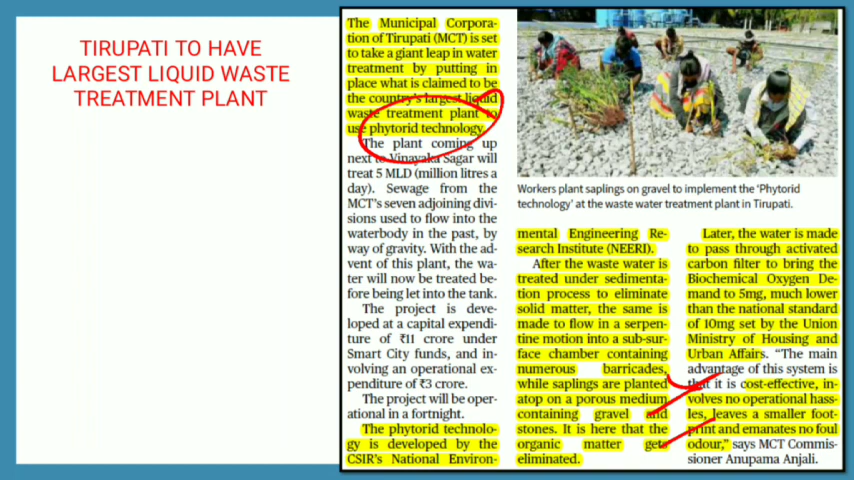 TIRUPATI TO HAVE
LARGEST LIQUID WASTE
TREATMENT PLANT
The Municipal Corpora-
tion of Tirupati (MCT) is set
to take a giant leap in water
treatment by putting in
place what is claimed to be
the country's largest liquid
waste treatment plant to
use phytorid technology.
The plant coming up
next to Vinayaka Sagar will
treat 5 MLD (million litres a
day). Sewage from the
MCT's seven adjoining divi-
sions used to flow into the
waterbody in the past, by
way of gravity. With the ad-
vent of this plant, the wa-
ter will now be treated be-
fore being let into the tank.
The project is deve-
loped at a capital expendi-
ture of ₹11 crore under
Smart City funds, and in-
volving an operational ex-
penditure of ₹3 crore.
The project will be oper-
ational in a fortnight.
The phytorid technolo-
gy is developed by the
CSIR's National Environ-
Workers plant saplings on gravel to implement the 'Phytorid
technology' at the waste water treatment plant in Tirupati.
mental Engineering Re-
search Institute (NEERI).
After the waste water is
treated under sedimenta-
tion process to eliminate
solid matter, the same is
made to flow in a serpen-
tine motion into a sub-sur-
face chamber containing
numerous barricades,
while saplings are planted
atop on a porous medium
containing gravel and
stones. It is here that the
organic matter gets
eliminated.
Later, the water is made
to pass through activated
carbon filter to bring the
Biochemical Oxygen De-
mand to 5mg, much lower
than the national standard
of 10mg set by the Union
Ministry of Housing and
Urban Affairs. "The main
advantage of this system is
that it is cost-effective, in-
volves no operational hass-
les, leaves a smaller foot-
print and emanates no foul
odour," says MCT Commis-
sioner Anupama Anjali.